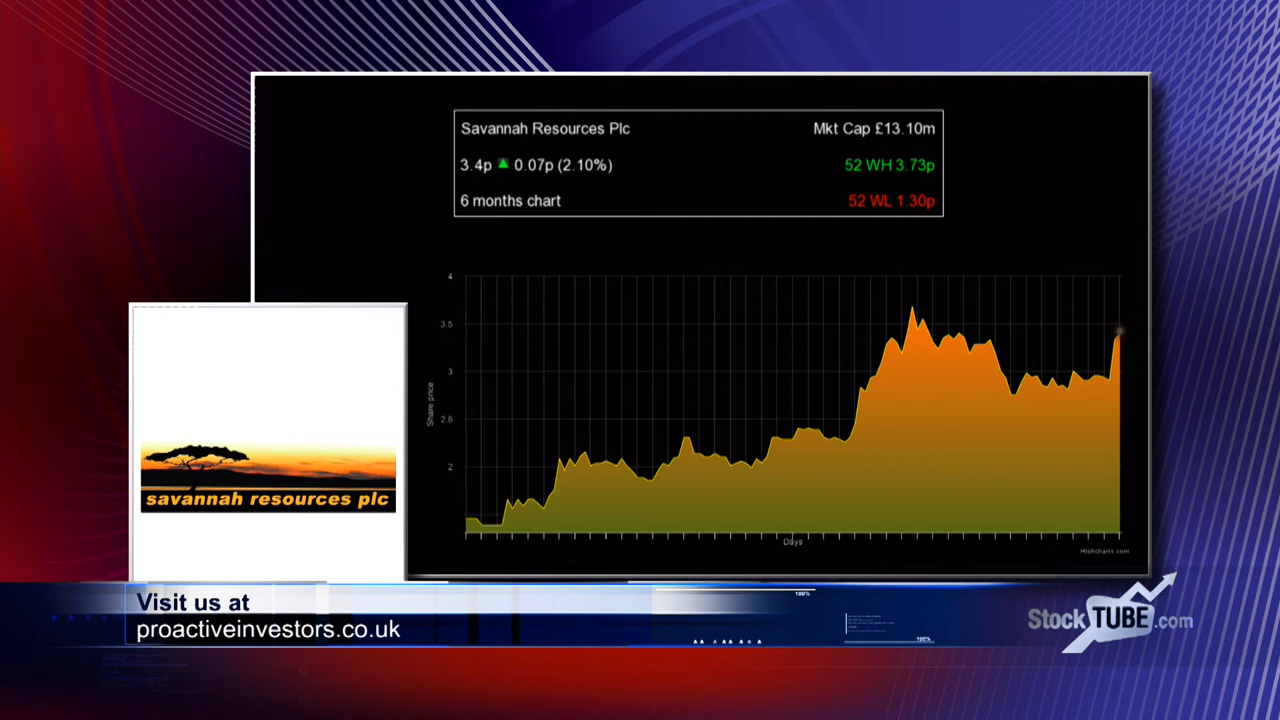 Savannah Resources Plc
Mkt Cap £13.10m
3.4p 0.07p (2.10%)
52 WH 3.73p
6 months chart
52 WL 1.30p
4
3.5
3
2.5
2
Share price
Days
Highcharts.com
savannah resources plc
Visit us at
proactiveinvestors.co.uk
100%
100%
StockTUBE.com